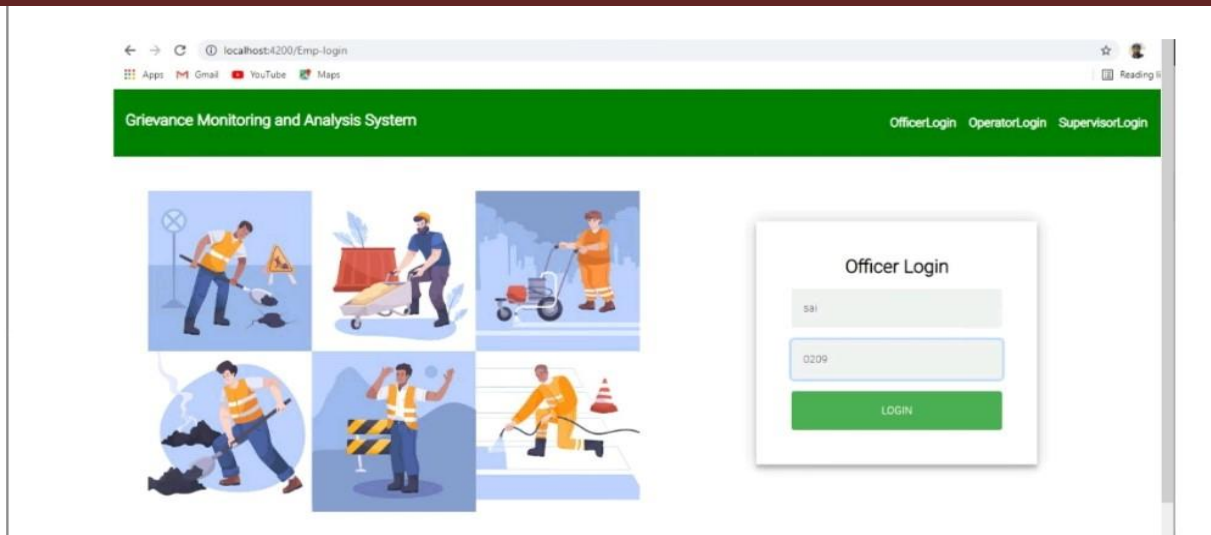 localhost:4200/Emp-login
Apps Gmail YouTube Maps Reading li
Grievance Monitoring and Analysis System OfficerLogin OperatorLogin SupervisorLogin
Officer Login
sai
0209
LOGIN